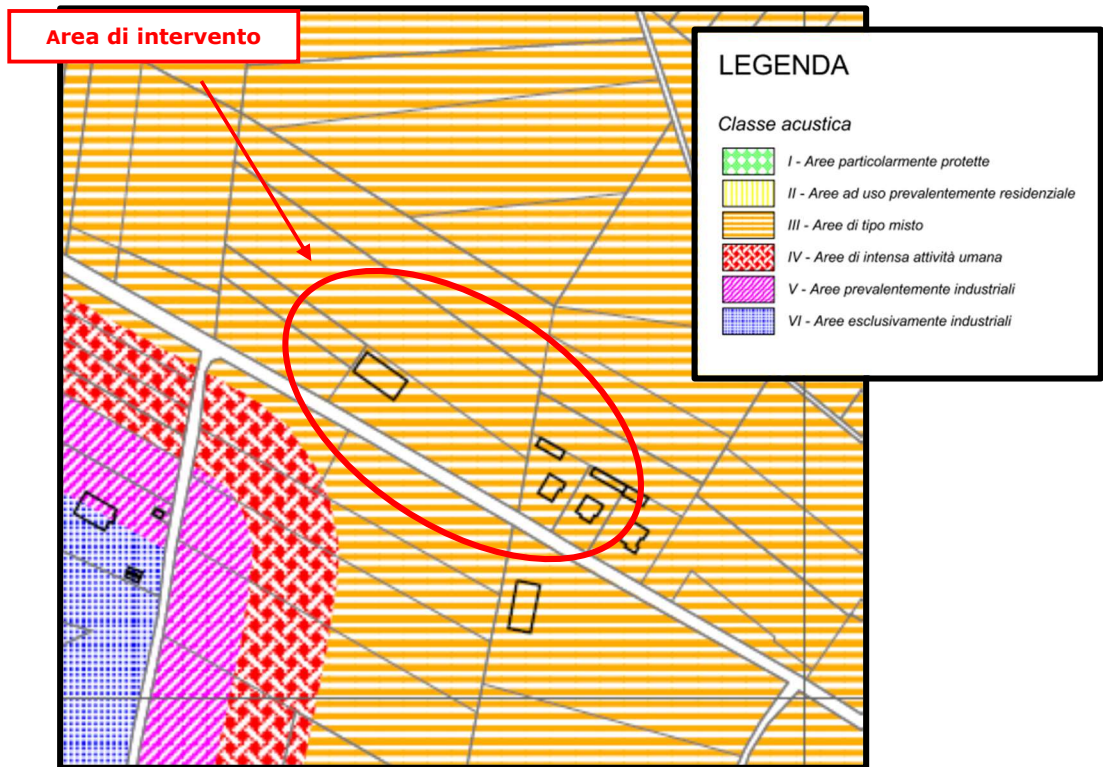 Area di intervento
LEGENDA
Classe acustica
I - Aree particolarmente protette
II - Aree ad uso prevalentemente residenziale
III - Aree di tipo misto
IV - Aree di intensa attività umana
V - Aree prevalentemente industriali
VI - Aree esclusivamente industriali